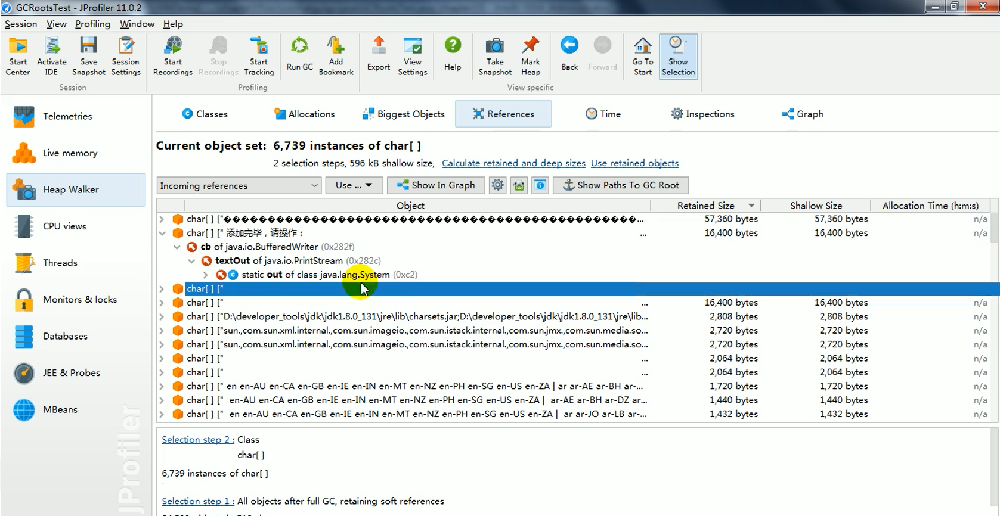 GCRootsTest - JProfiler 11.0.2
Session View Profiling Window Help
Start Center
Activate IDE
Save Snapshot
Session Settings
Start Recordings
Stop Recordings
Start Tracking
Run GC
Add Bookmark
Export
View Settings
Help
Take Snapshot
Mark Heap
Back
Forward
Go To Start
Show Selection
Session
Profiling
View specific
Telemetries
Live memory
Heap Walker
CPU views
Threads
Monitors & locks
Databases
JEE & Probes
MBeans
JProfiler
Classes Allocations Biggest Objects References Time Inspections Graph
Current object set: 6,739 instances of char[ ]
2 selection steps, 596 kB shallow size, Calculate retained and deep sizes Use retained objects
Incoming references Use ... Show In Graph Show Paths To GC Root
Object Retained Size Shallow Size Allocation Time (h:m:s)
char[ ] ["������������������������������������������������... 57,360 bytes 57,360 bytes n/a
char[ ] [" 添加完毕，请操作： ... 16,400 bytes 16,400 bytes n/a
cb of java.io.BufferedWriter (0x282f)
textOut of java.io.PrintStream (0x282c)
static out of class java.lang.System (0xc2)
char[ ] ["
char[ ] [" ... 16,400 bytes 16,400 bytes n/a
char[ ] ["D:\developer_tools\jdk\jdk1.8.0_131\jre\lib\charsets.jar;D:\developer_tools\jdk\jdk1.8.0_131\jre\lib... 2,808 bytes 2,808 bytes n/a
char[ ] ["sun.,com.sun.xml.internal.,com.sun.imageio.,com.sun.istack.internal.,com.sun.jmx.,com.sun.media.so... 2,720 bytes 2,720 bytes n/a
char[ ] ["sun.,com.sun.xml.internal.,com.sun.imageio.,com.sun.istack.internal.,com.sun.jmx.,com.sun.media.so... 2,720 bytes 2,720 bytes n/a
char[ ] [" ... 2,064 bytes 2,064 bytes n/a
char[ ] [" ... 2,064 bytes 2,064 bytes n/a
char[ ] [" en en-AU en-CA en-GB en-IE en-IN en-MT en-NZ en-PH en-SG en-US en-ZA | ar ar-AE ar-BH ar-... 1,720 bytes 1,720 bytes n/a
char[ ] [" en-AU en-CA en-GB en-IE en-IN en-MT en-NZ en-PH en-SG en-US en-ZA | ar-AE ar-BH ar-DZ ar... 1,440 bytes 1,440 bytes n/a
char[ ] [" en en-AU en-CA en-GB en-IE en-IN en-MT en-NZ en-PH en-SG en-US en-ZA | ar ar-JO ar-LB ar-... 1,432 bytes 1,432 bytes n/a
Selection step 2 : Class
char[ ]
6,739 instances of char[ ]
Selection step 1 : All objects after full GC, retaining soft references